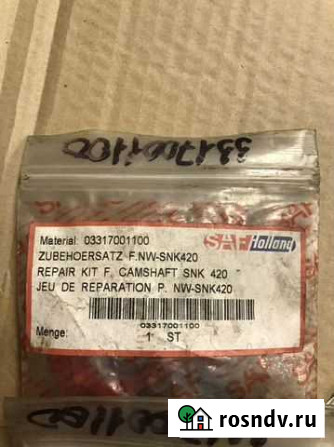 3317001100
Material: 03317001100
SAF Holland
ZUBEHOERSATZ F.NW-SNK420
REPAIR KIT F. CAMSHAFT SNK 420
JEU DE REPARATION P. NW-SNK420
03317001100
Menge: 1 ST
rosndv.ru